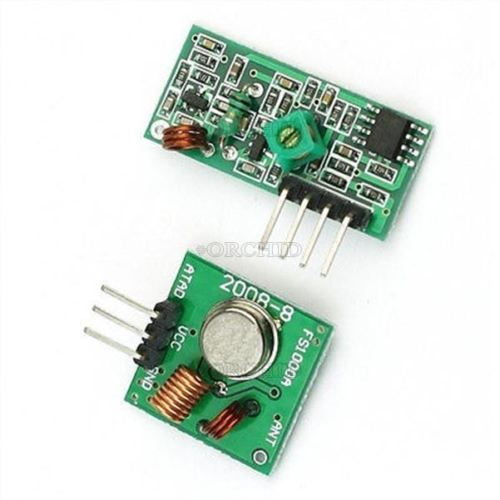 ©ORCHID
2008-8
FS1000A
ATAD
VCC
GND
ANT